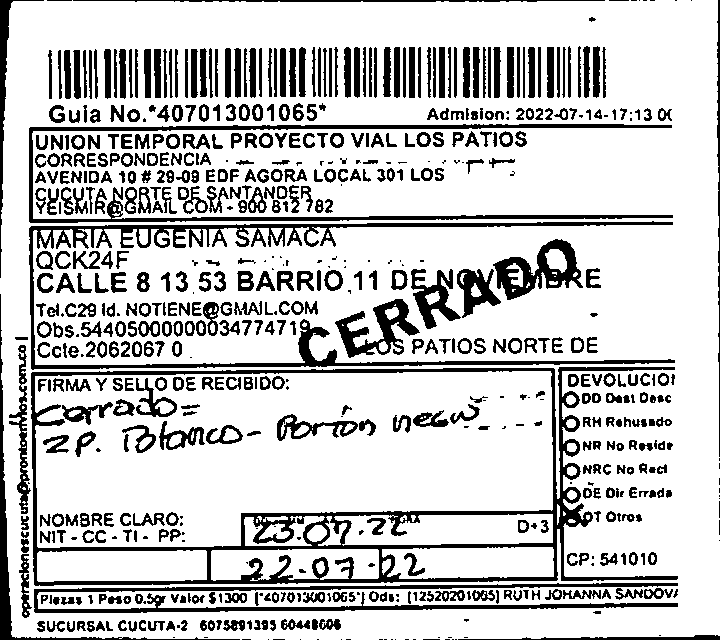 Guia No.*407013001065*
Admision: 2022-07-14-17:13 00
UNION TEMPORAL PROYECTO VIAL LOS PATIOS
CORRESPONDENCIA
AVENIDA 10 # 29-09 EDF AGORA LOCAL 301 LOS
CUCUTA NORTE DE SANTANDER
YEISMIR@GMAIL COM - 900 812 782
MARIA EUGENIA SAMACA
QCK24F
CALLE 8 13 53 BARRIO 11 DE NOVIEMBRE
Tel.C29 Id. NOTIENE@GMAIL.COM
Obs.54405000000034774719
Ccte.2062067 0
LOS PATIOS NORTE DE
CERRADO
FIRMA Y SELLO DE RECIBIDO:
Cerrado=
2P. Blanco - Portón negro
NOMBRE CLARO:
NIT - CC - TI - PP:
23.07.22
D+3
22-07-22
DEVOLUCION
DD Dest Desc
RH Rehusado
NR No Reside
NRC No Recl
DE Dir Errada
OT Otros
CP: 541010
operacionescucuta@prontoenvios.com.co
Piezas 1 Peso 0.5gr Valor $1300 [*407013001065*] Ods: [12520201065] RUTH JOHANNA SANDOVA
SUCURSAL CUCUTA-2 6075891395 60448606